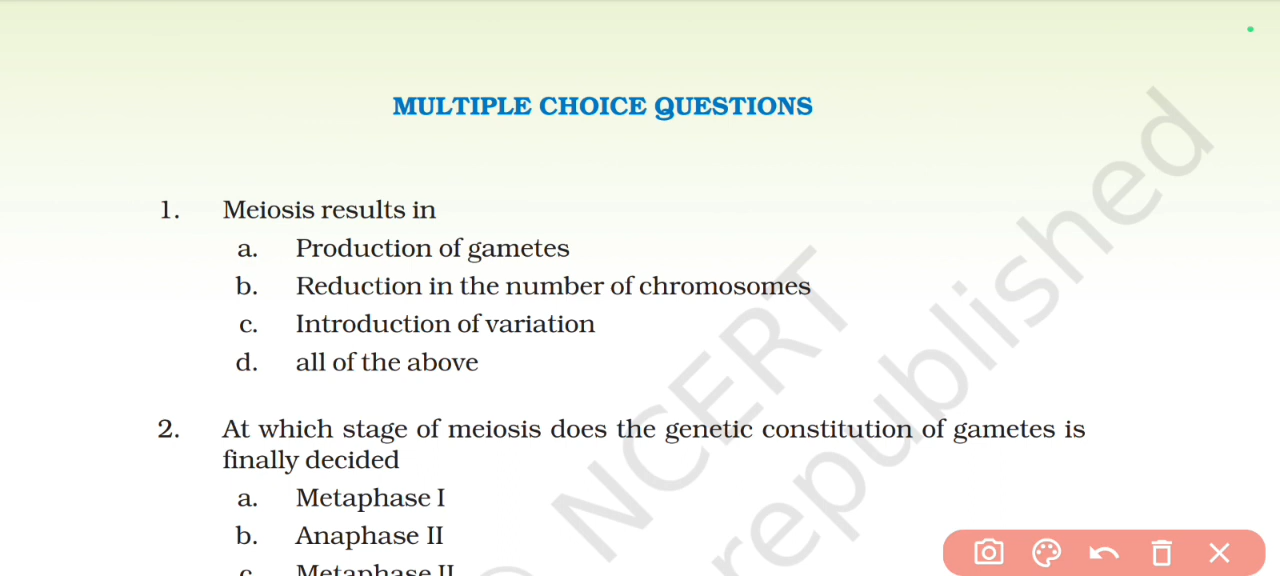 MULTIPLE CHOICE QUESTIONS
1. Meiosis results in
a. Production of gametes
b. Reduction in the number of chromosomes
c. Introduction of variation
d. all of the above
2. At which stage of meiosis does the genetic constitution of gametes is
finally decided
a. Metaphase I
b. Anaphase II
c. Metaphase II
© NCERT
republished